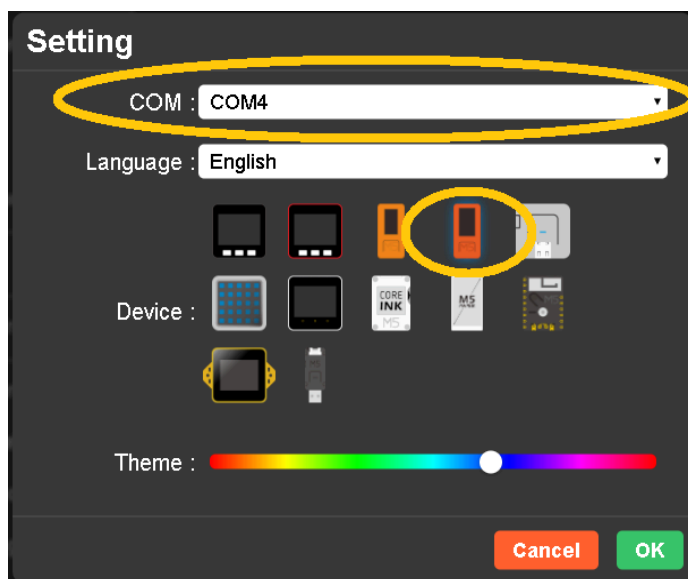 Setting
COM : COM4
Language : English
Device :
CORE
INK
M5
M5
Theme :
Cancel
OK